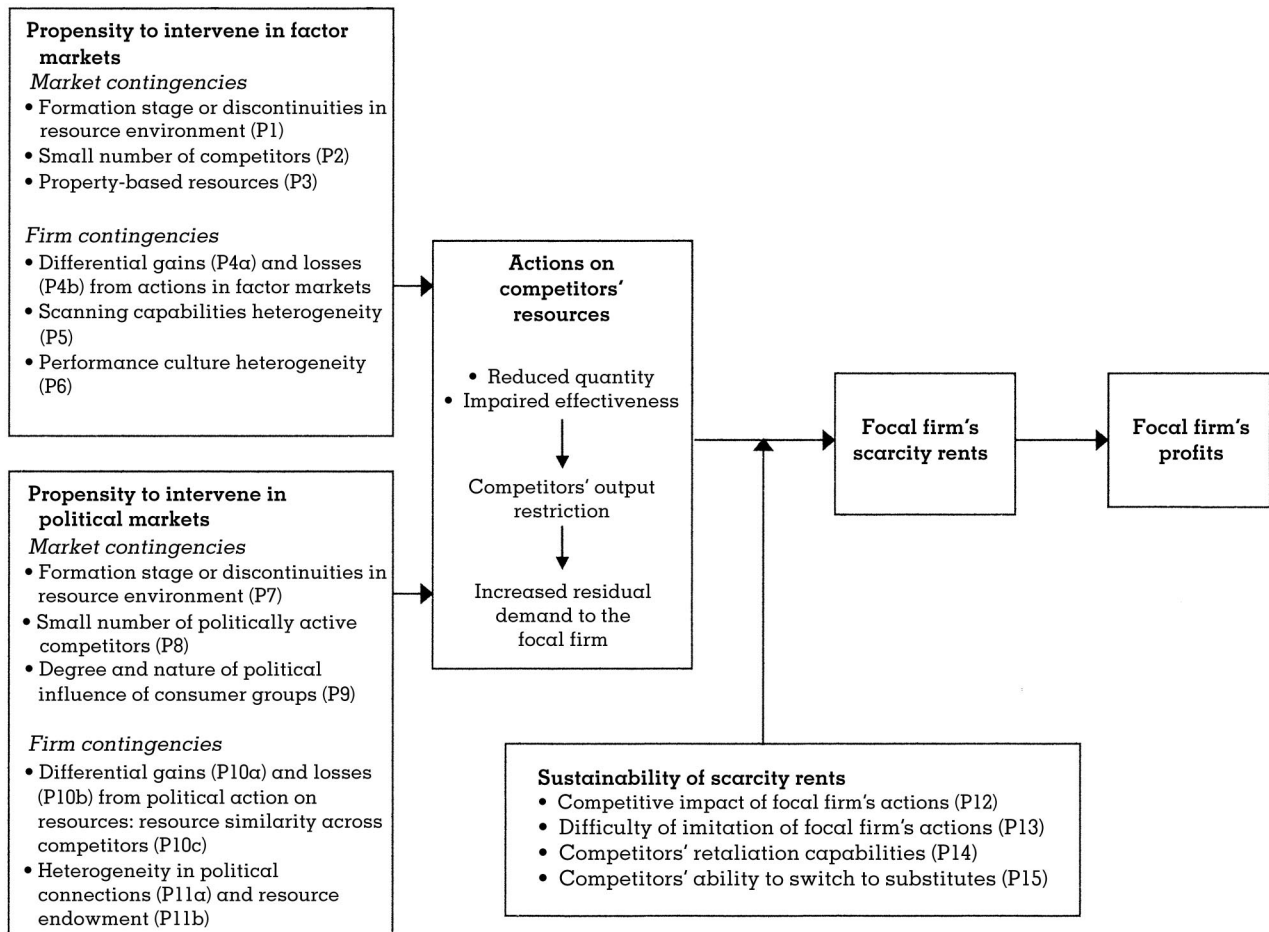 Propensity to intervene in factor
markets
Market contingencies
• Formation stage or discontinuities in
resource environment (P1)
• Small number of competitors (P2)
• Property-based resources (P3)
Firm contingencies
• Differential gains (P4a) and losses
(P4b) from actions in factor markets
• Scanning capabilities heterogeneity
(P5)
• Performance culture heterogeneity
(P6)
Propensity to intervene in
political markets
Market contingencies
• Formation stage or discontinuities in
resource environment (P7)
• Small number of politically active
competitors (P8)
• Degree and nature of political
influence of consumer groups (P9)
Firm contingencies
• Differential gains (P10a) and losses
(P10b) from political action on
resources: resource similarity across
competitors (P10c)
• Heterogeneity in political
connections (P11a) and resource
endowment (P11b)
Actions on
competitors’
resources
• Reduced quantity
• Impaired effectiveness
Competitors’ output
restriction
Increased residual
demand to the
focal firm
Focal firm’s
scarcity rents
Focal firm’s
profits
Sustainability of scarcity rents
• Competitive impact of focal firm’s actions (P12)
• Difficulty of imitation of focal firm’s actions (P13)
• Competitors’ retaliation capabilities (P14)
• Competitors’ ability to switch to substitutes (P15)